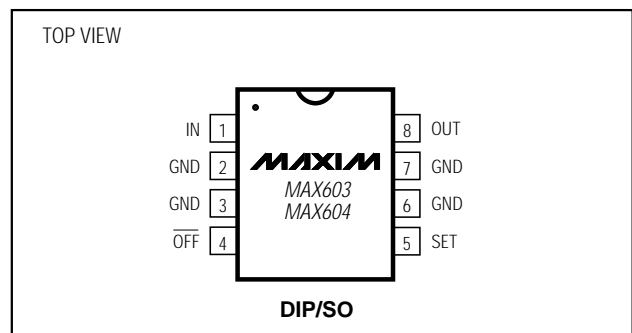 TOP VIEW
IN 1
GND 2
GND 3
O̅F̅F̅ 4
MAXIM
MAX603
MAX604
8 OUT
7 GND
6 GND
5 SET
DIP/SO